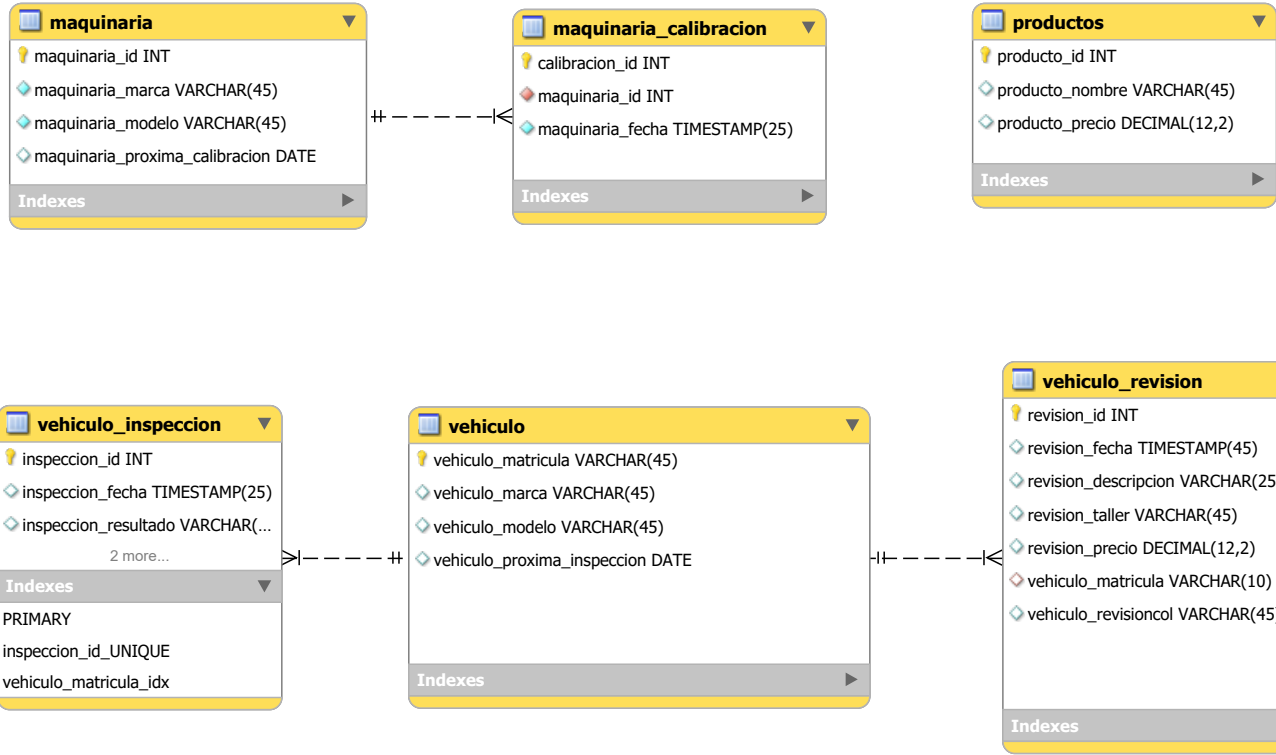 maquinaria
maquinaria_id INT
maquinaria_marca VARCHAR(45)
maquinaria_modelo VARCHAR(45)
maquinaria_proxima_calibracion DATE
Indexes
maquinaria_calibracion
calibracion_id INT
maquinaria_id INT
maquinaria_fecha TIMESTAMP(25)
Indexes
productos
producto_id INT
producto_nombre VARCHAR(45)
producto_precio DECIMAL(12,2)
Indexes
vehiculo_inspeccion
inspeccion_id INT
inspeccion_fecha TIMESTAMP(25)
inspeccion_resultado VARCHAR(...
2 more...
Indexes
PRIMARY
inspeccion_id_UNIQUE
vehiculo_matricula_idx
vehiculo
vehiculo_matricula VARCHAR(45)
vehiculo_marca VARCHAR(45)
vehiculo_modelo VARCHAR(45)
vehiculo_proxima_inspeccion DATE
Indexes
vehiculo_revision
revision_id INT
revision_fecha TIMESTAMP(45)
revision_descripcion VARCHAR(25
revision_taller VARCHAR(45)
revision_precio DECIMAL(12,2)
vehiculo_matricula VARCHAR(10)
vehiculo_revisioncol VARCHAR(45)
Indexes